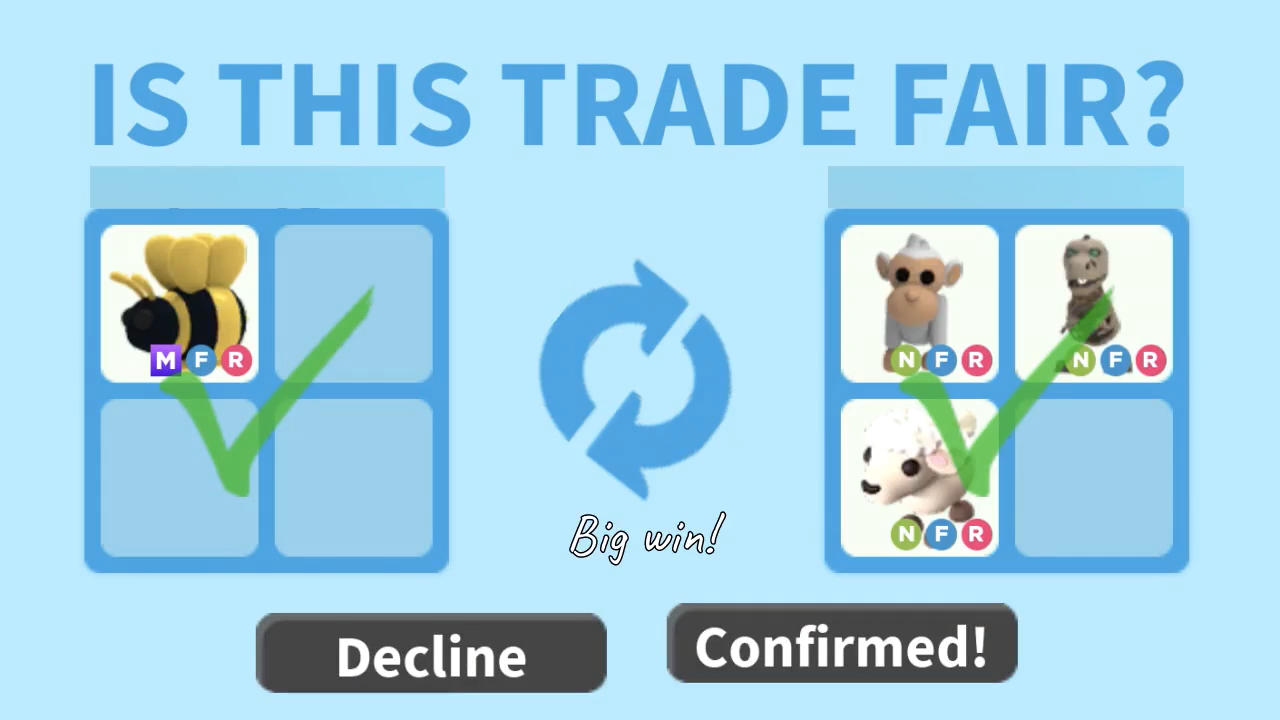 IS THIS TRADE FAIR?
M F R
N F R
N F R
N F R
Big win!
Decline
Confirmed!